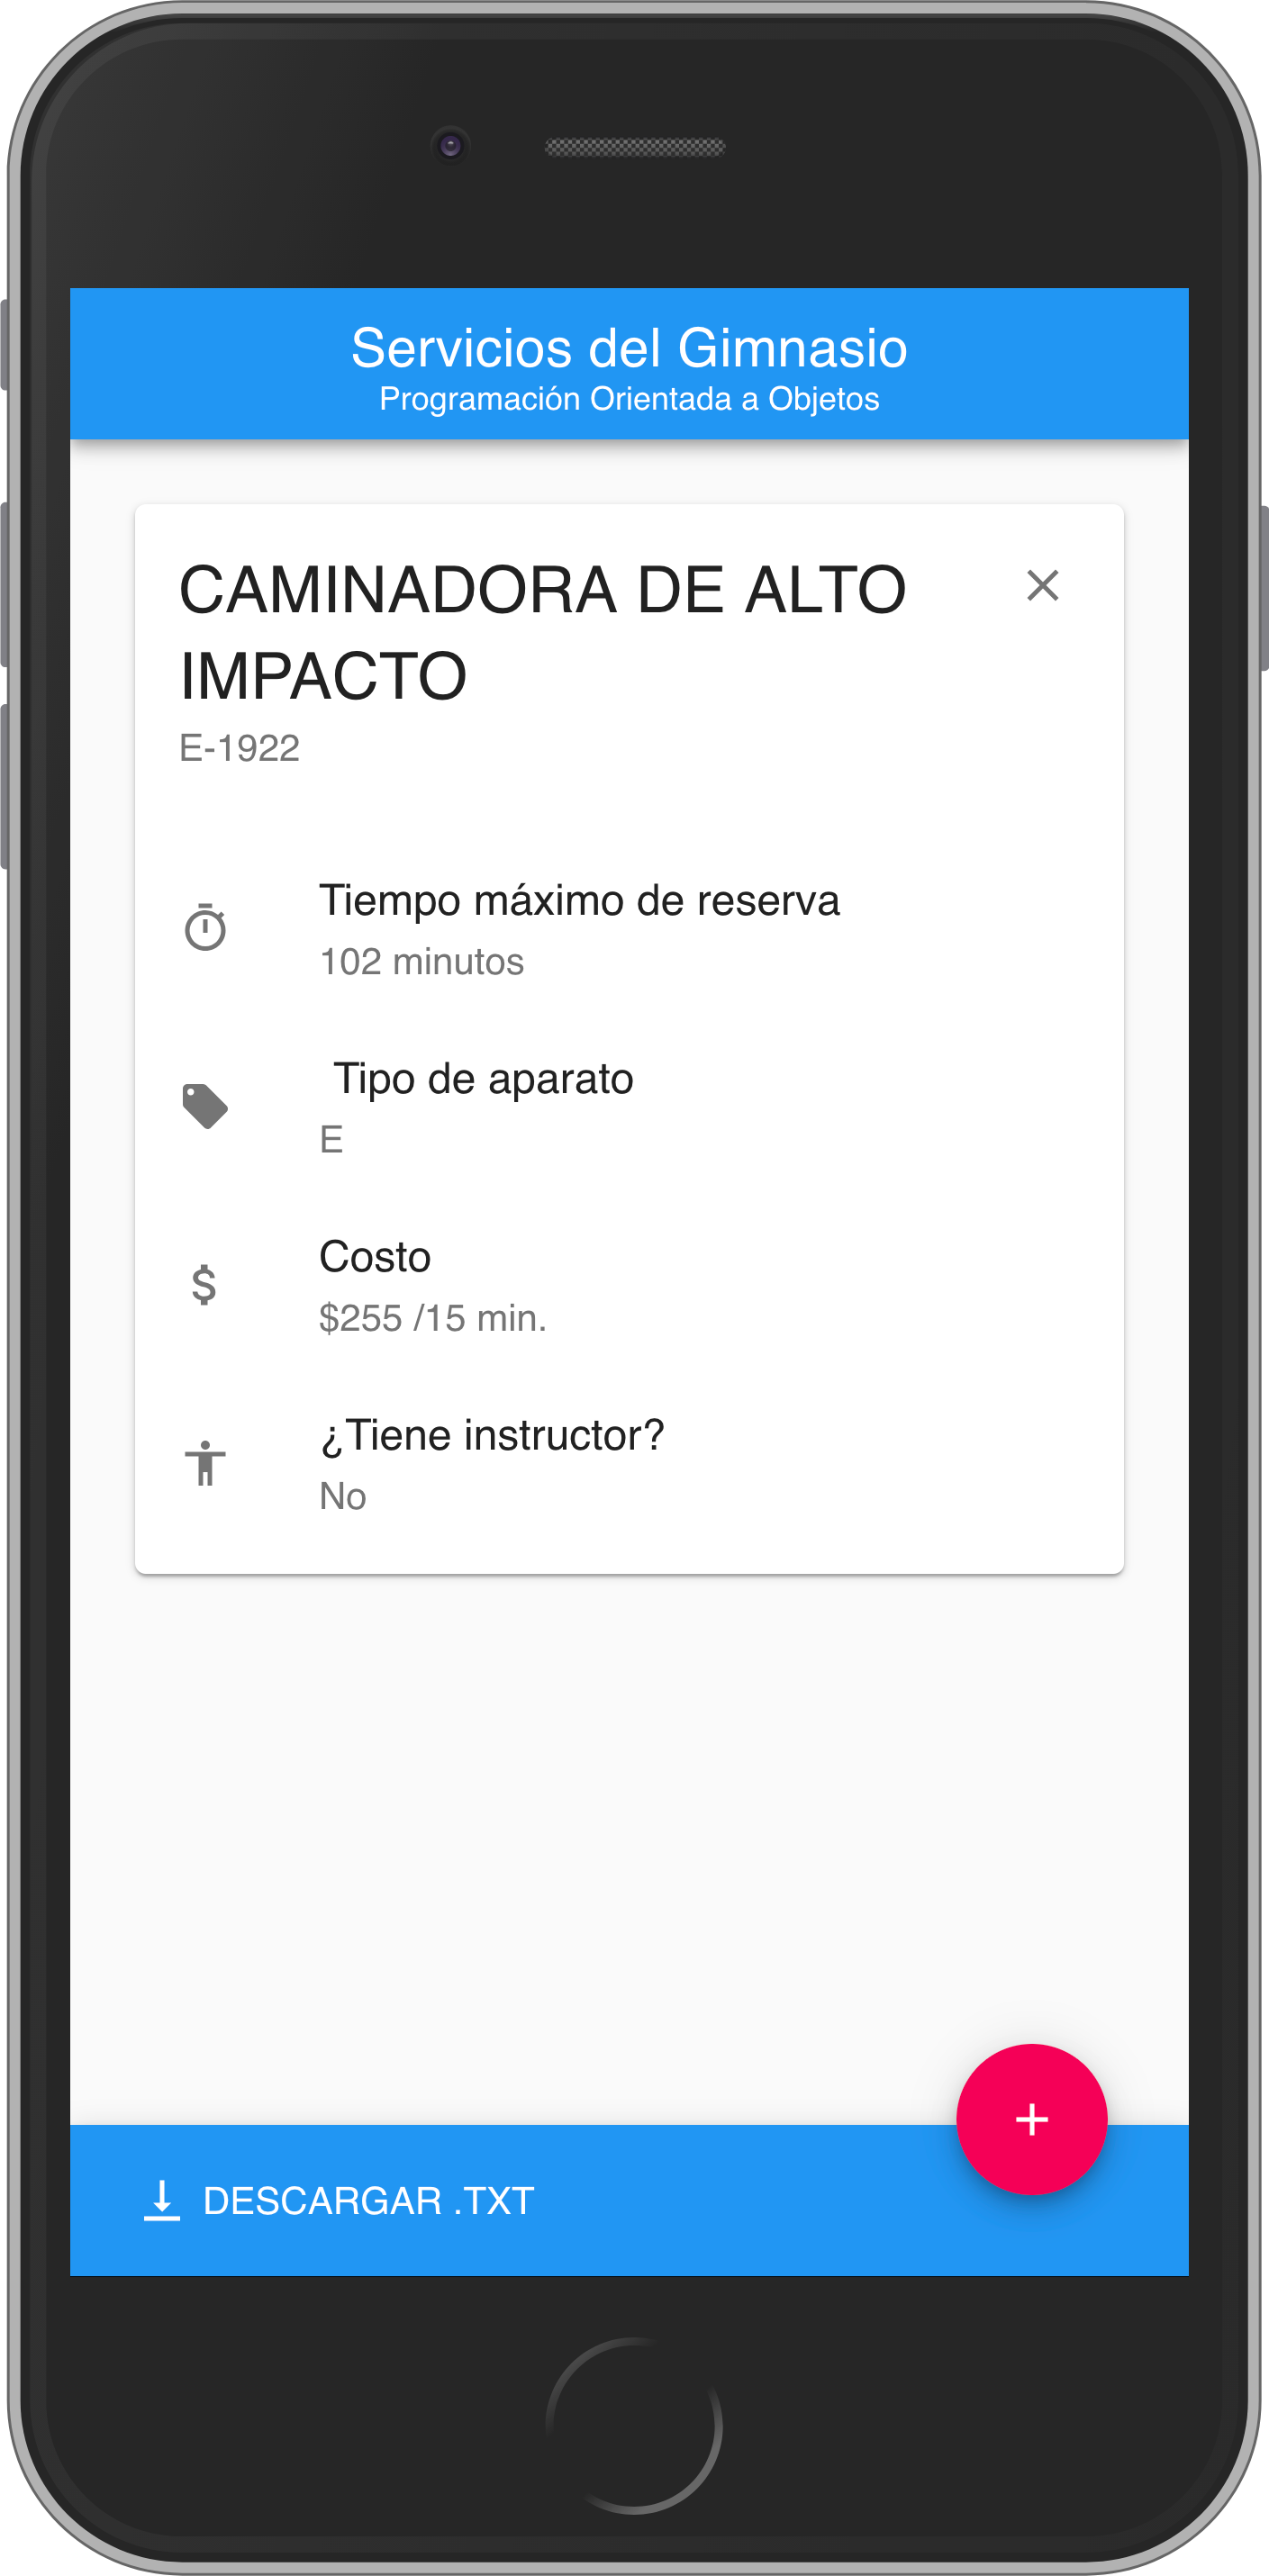 Servicios del Gimnasio
Programación Orientada a Objetos
CAMINADORA DE ALTO
IMPACTO
E-1922
Tiempo máximo de reserva
102 minutos
Tipo de aparato
E
Costo
$255 /15 min.
¿Tiene instructor?
No
DESCARGAR .TXT